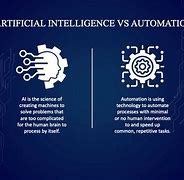 ARTIFICIAL INTELLIGENCE VS AUTOMATIO
AI is the science of
creating machines to
solve problems that
are too complicated
for the human brain to
process by itself.
Automation is using
technology to automate
processes with minimal
or no human intervention
to and speed up
common, repetitive tasks.